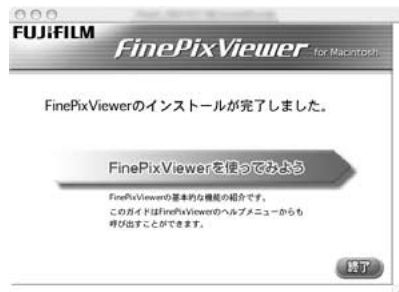 FUJIFILM
FinePixViewer for Macintosh
FinePixViewerのインストールが完了しました。
FinePixViewerを使ってみよう
FinePixViewerの基本的な機能の紹介です。
このガイドはFinePixViewerのヘルプメニューからも
呼び出すことができます。
終了